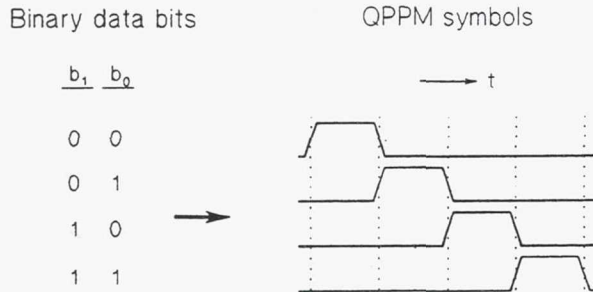 Binary data bits
QPPM symbols
b₁ b₀
t
0 0
0 1
1 0
1 1